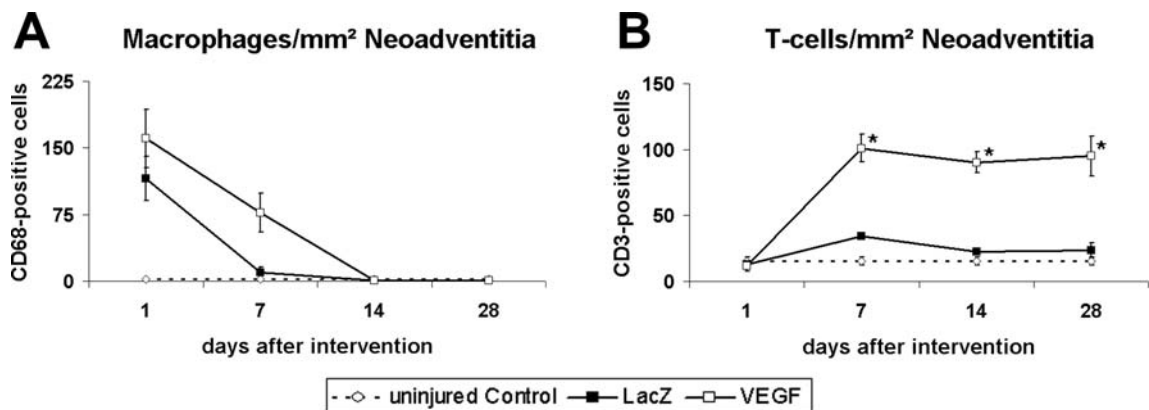 A
Macrophages/mm² Neoadventitia
CD68-positive cells
225
150
75
0
1 7 14 28
days after intervention
B
T-cells/mm² Neoadventitia
CD3-positive cells
150
100
50
0
* * *
1 7 14 28
days after intervention
uninjured Control LacZ VEGF